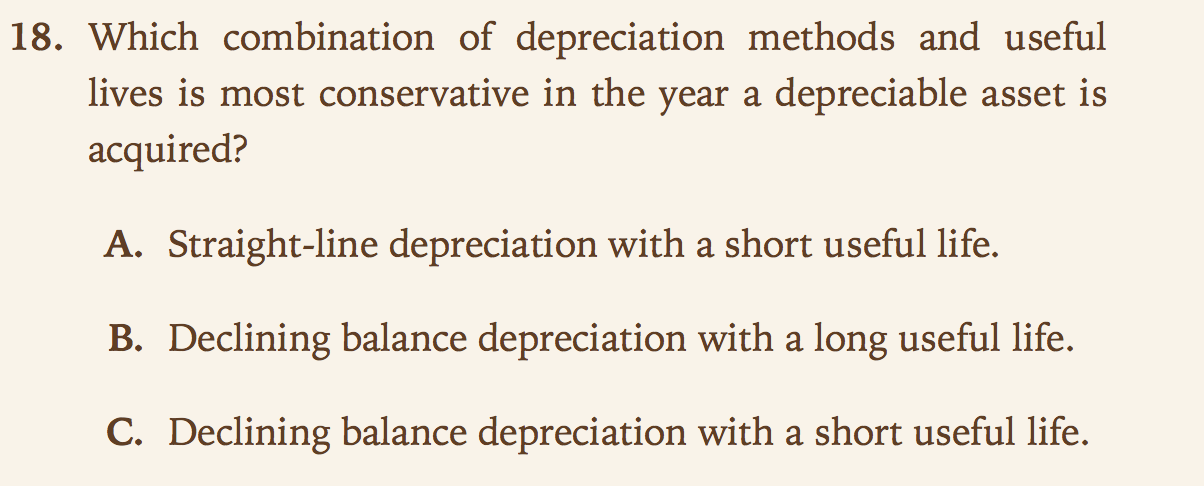 18. Which combination of depreciation methods and useful
lives is most conservative in the year a depreciable asset is
acquired?
A. Straight-line depreciation with a short useful life.
B. Declining balance depreciation with a long useful life.
C. Declining balance depreciation with a short useful life.